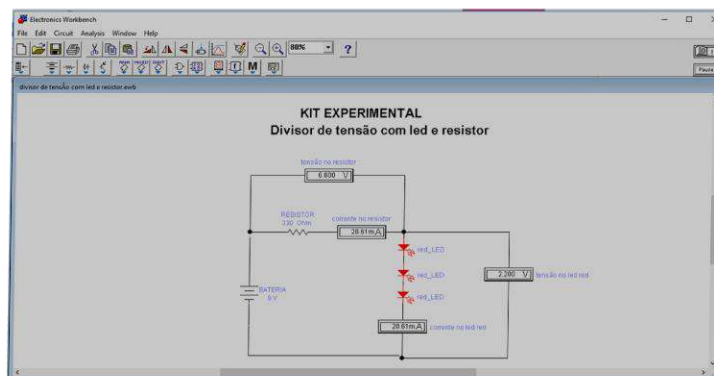 Electronics Workbench
File Edit Circuit Analysis Window Help
80% ?
M
Pause
divisor de tensão com led e resistor.ewb
KIT EXPERIMENTAL
Divisor de tensão com led e resistor
tensão no resistor
6.800 V
RESISTOR
330 Ohm
corrente no resistor
20.61mA
red_LED
red_LED
red_LED
BATERIA
9 V
2.200 V
tensão no led red
20.61mA
corrente no led red